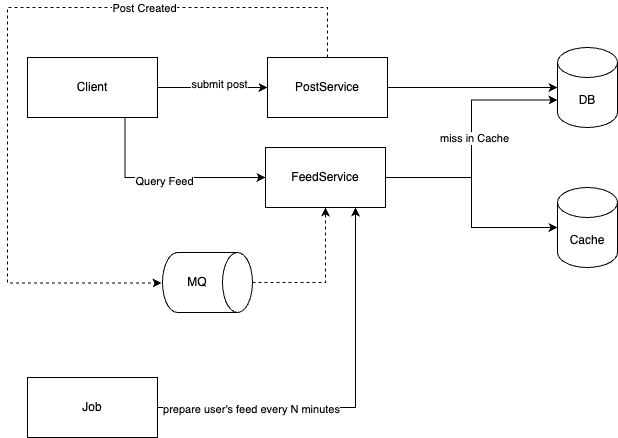 Post Created
Client
submit post
PostService
DB
miss in Cache
Query Feed
FeedService
Cache
MQ
Job
prepare user's feed every N minutes